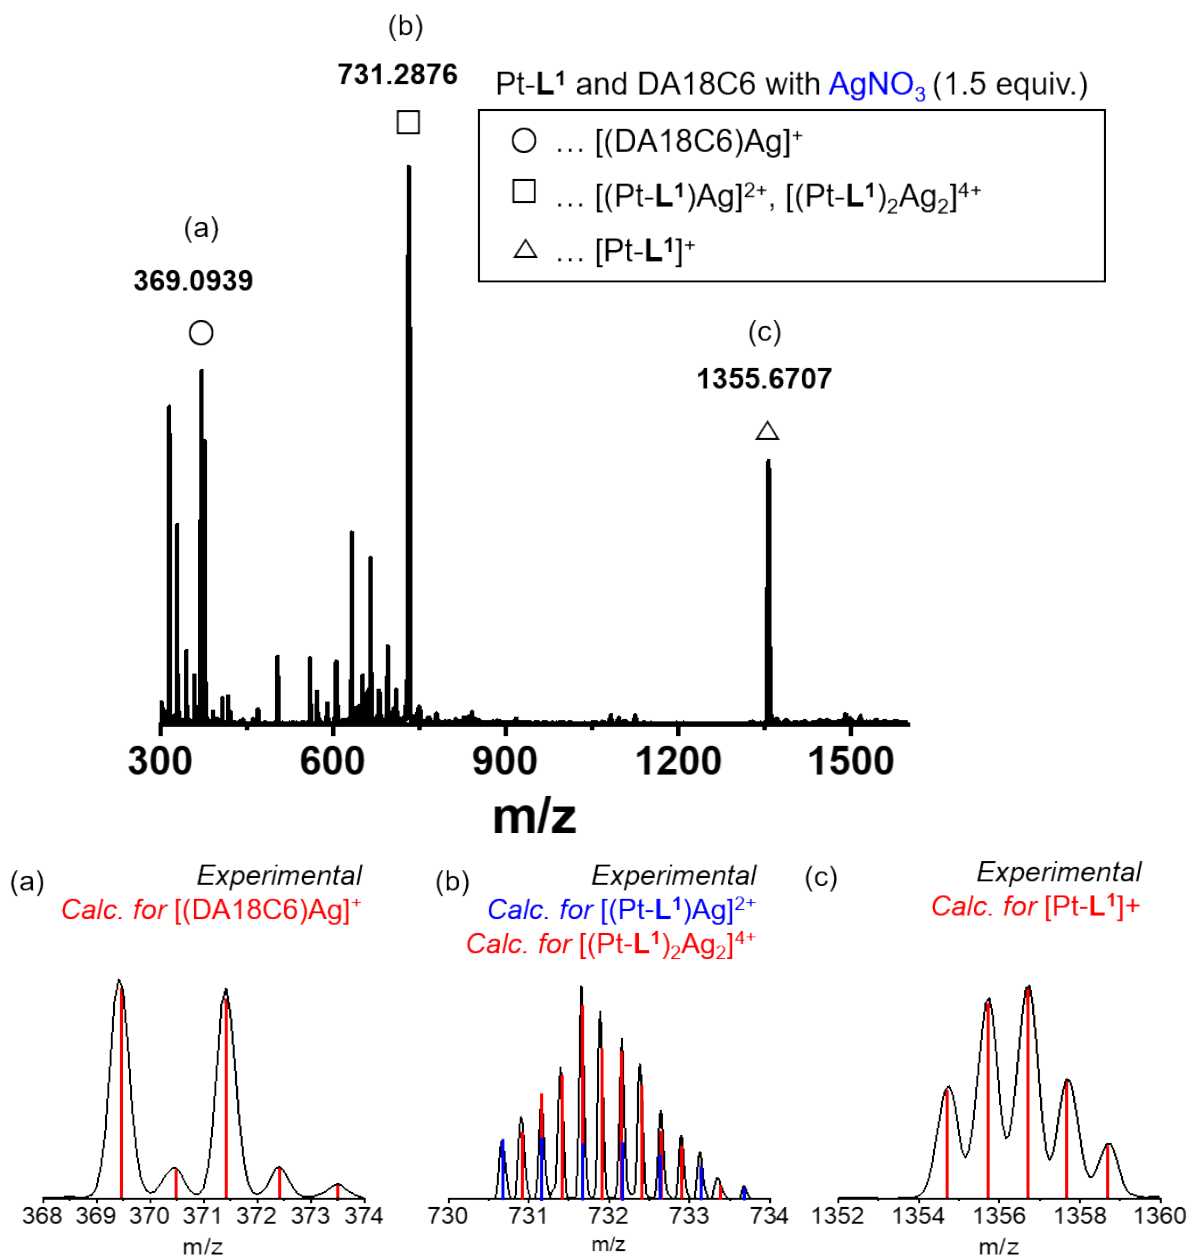 (b)
731.2876
Pt-L¹ and DA18C6 with AgNO₃ (1.5 equiv.)
… [(DA18C6)Ag]⁺
… [(Pt-L¹)Ag]²⁺, [(Pt-L¹)₂Ag₂]⁴⁺
… [Pt-L¹]⁺
(a)
369.0939
(c)
1355.6707
300 600 900 1200 1500
m/z
(a)
Experimental
Calc. for [(DA18C6)Ag]⁺
368 369 370 371 372 373 374
m/z
(b)
Experimental
Calc. for [(Pt-L¹)Ag]²⁺
Calc. for [(Pt-L¹)₂Ag₂]⁴⁺
730 731 732 733 734
m/z
(c)
Experimental
Calc. for [Pt-L¹]+
1352 1354 1356 1358 1360
m/z